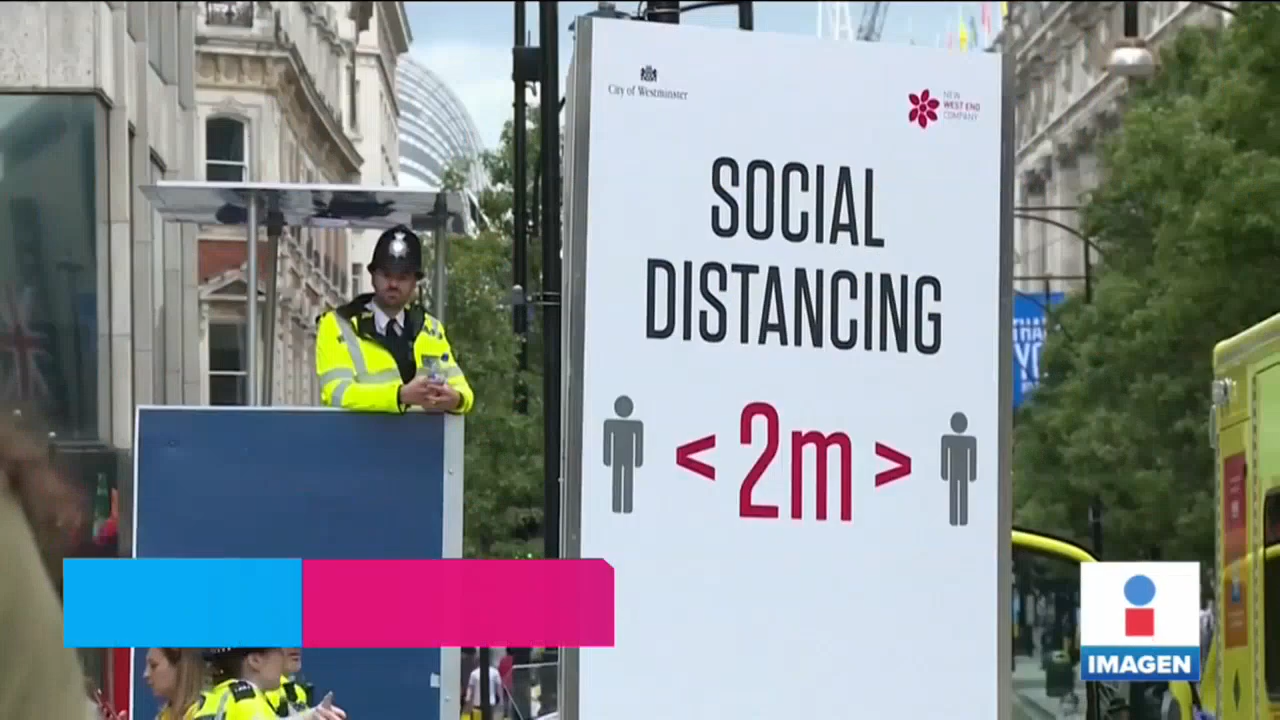 City of Westminster
NEW
WEST END
COMPANY
SOCIAL
DISTANCING
< 2m >
IMAGEN